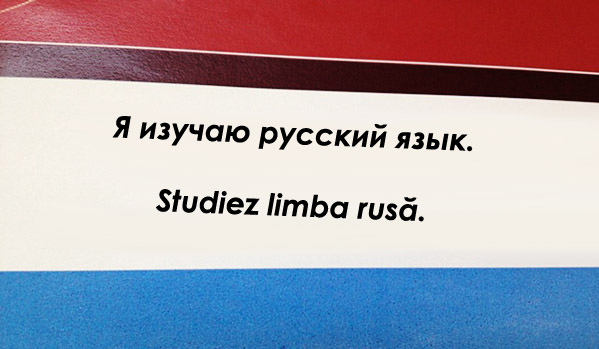 Я изучаю русский язык.
Studiez limba rusă.